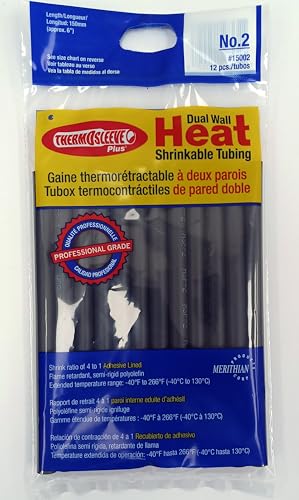 Length/Longueur/
Longitud: 150mm
(approx. 6")
See size chart on reverse
Voir tableau au verso
Vea la tabla de medidas al dorso
No.2
#15002
12 pcs./tubos
THERMOSLEEVE
Plus
Dual Wall
Heat
Shrinkable Tubing
Gaine thermorétractable à deux parois
Tubox termocontráctiles de pared doble
QUALITÉ PROFESSIONNELLE
PROFESSIONAL GRADE
CALIDAD PROFESIONAL
Shrink ratio of 4 to 1 Adhesive Lined
Flame retardant, semi-rigid polyolefin
Extended temperature range: -40°F to 266°F (-40°C to 130°C)
Rapport de retrait 4 à 1 paroi interne eduite d'adhésif
Polyoléfine semi-rigide ignifuge
Gamme étendue de températures : -40°F à 266°F (-40°C à 130°C)
Relación de contracción de 4 a 1 Recubierto do adhesivo
Poliolefina semi rígida, retardante de llama
Temperatura extendida de operación: -40°F hasta 266°F (-40°C hasta 130°C)
MERITHIAN
PRODUCTS
CORP.